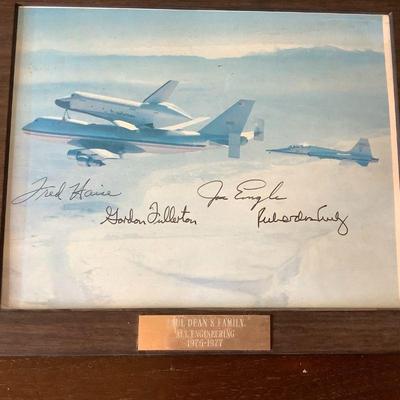 Fred Haise Joe Engle
Gordon Fullerton Richard Truly
DEAN'S FAMILY
ENGINEERING
1976-1977